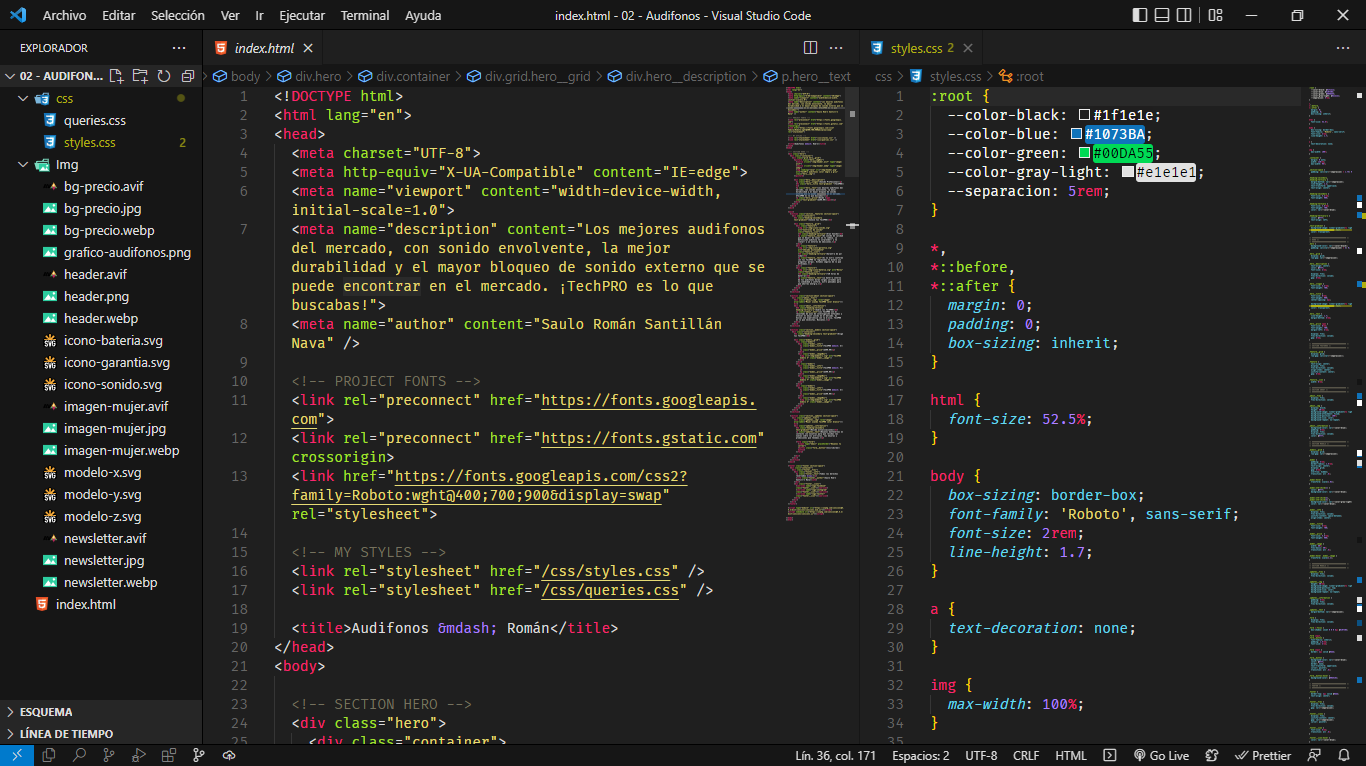 Archivo Editar Selección Ver Ir Ejecutar Terminal Ayuda
index.html - 02 - Audifonos - Visual Studio Code
EXPLORADOR
02 - AUDIFON...
css
queries.css
styles.css 2
Img
bg-precio.avif
bg-precio.jpg
bg-precio.webp
grafico-audifonos.png
header.avif
header.png
header.webp
icono-bateria.svg
icono-garantia.svg
icono-sonido.svg
imagen-mujer.avif
imagen-mujer.jpg
imagen-mujer.webp
modelo-x.svg
modelo-y.svg
modelo-z.svg
newsletter.avif
newsletter.jpg
newsletter.webp
index.html
ESQUEMA
LÍNEA DE TIEMPO
index.html
body > div.hero > div.container > div.grid.hero__grid > div.hero__description > p.hero__text
1 <!DOCTYPE html>
2 <html lang="en">
3 <head>
4 <meta charset="UTF-8">
5 <meta http-equiv="X-UA-Compatible" content="IE=edge">
6 <meta name="viewport" content="width=device-width,
initial-scale=1.0">
7 <meta name="description" content="Los mejores audifonos
del mercado, con sonido envolvente, la mejor
durabilidad y el mayor bloqueo de sonido externo que se
puede encontrar en el mercado. ¡TechPRO es lo que
buscabas!">
8 <meta name="author" content="Saulo Román Santillán
Nava" />
9
10 <!-- PROJECT FONTS -->
11 <link rel="preconnect" href="https://fonts.googleapis.
com">
12 <link rel="preconnect" href="https://fonts.gstatic.com"
crossorigin>
13 <link href="https://fonts.googleapis.com/css2?
family=Roboto:wght@400;700;900&display=swap"
rel="stylesheet">
14
15 <!-- MY STYLES -->
16 <link rel="stylesheet" href="/css/styles.css" />
17 <link rel="stylesheet" href="/css/queries.css" />
18
19 <title>Audifonos &mdash; Román</title>
20 </head>
21 <body>
22
23 <!-- SECTION HERO -->
24 <div class="hero">
25 <div class="container">
styles.css 2
css > styles.css > :root
1 :root {
2 --color-black: #1f1e1e;
3 --color-blue: #1073BA;
4 --color-green: #00DA55;
5 --color-gray-light: #e1e1e1;
6 --separacion: 5rem;
7 }
8
9 *,
10 *::before,
11 *::after {
12 margin: 0;
13 padding: 0;
14 box-sizing: inherit;
15 }
16
17 html {
18 font-size: 52.5%;
19 }
20
21 body {
22 box-sizing: border-box;
23 font-family: 'Roboto', sans-serif;
24 font-size: 2rem;
25 line-height: 1.7;
26 }
27
28 a {
29 text-decoration: none;
30 }
31
32 img {
33 max-width: 100%;
34 }
35
Lín. 36, col. 171 Espacios: 2 UTF-8 CRLF HTML Go Live Prettier